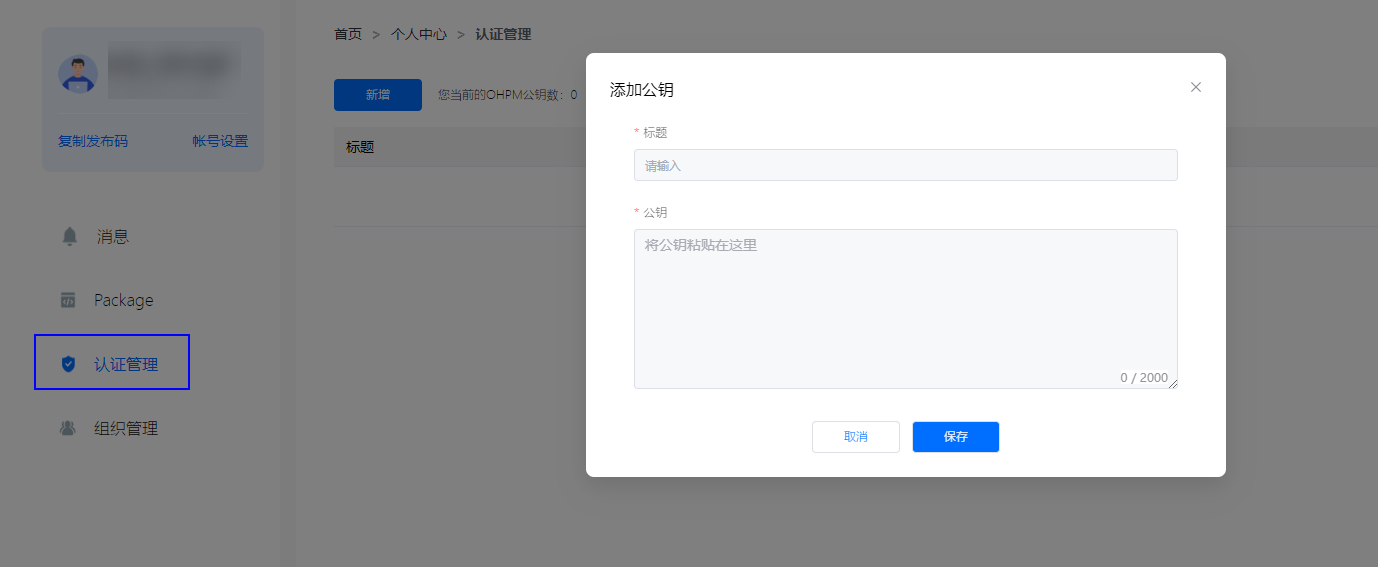 首页 > 个人中心 > 认证管理
复制发布码 帐号设置
消息
Package
认证管理
组织管理
新增 您当前的OHPM公钥数：0
标题
添加公钥
* 标题
请输入
* 公钥
将公钥粘贴在这里
0 / 2000
取消 保存